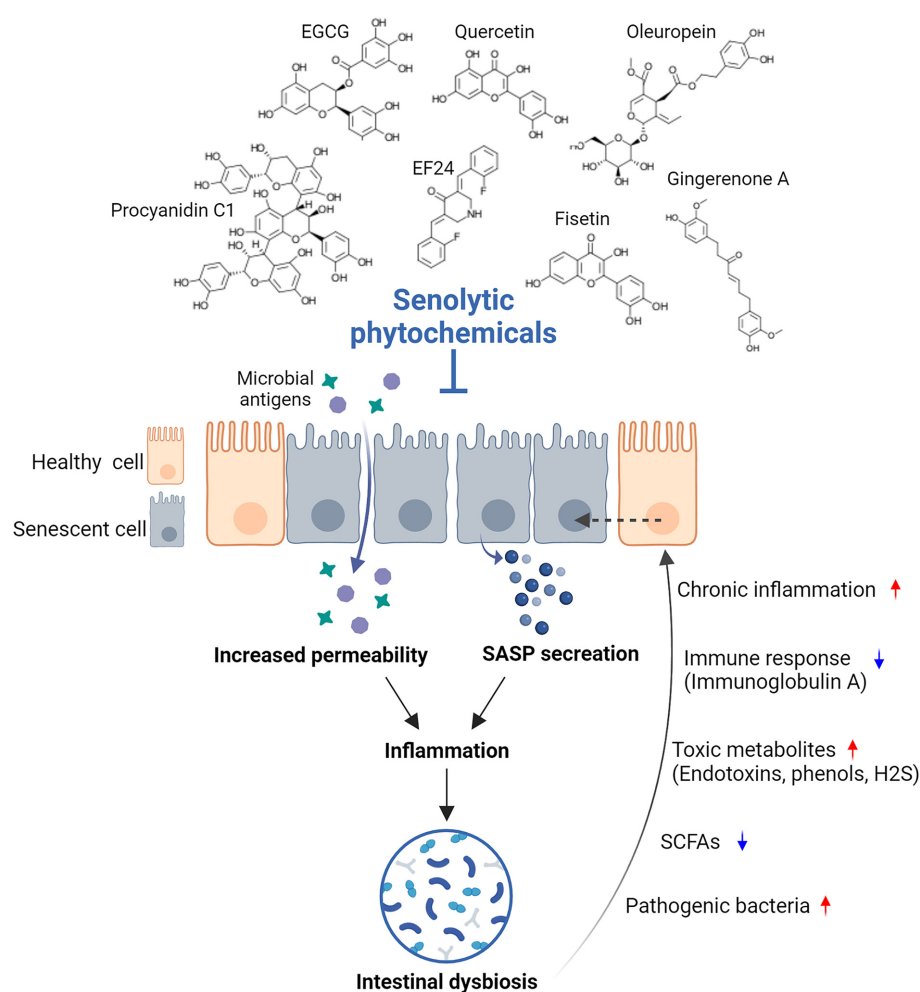 EGCG
Quercetin
Oleuropein
Procyanidin C1
EF24
Gingerenone A
Fisetin
Senolytic
phytochemicals
Microbial
antigens
Healthy cell
Senescent cell
Increased permeability
SASP secretion
Chronic inflammation
Immune response
(Immunoglobulin A)
Inflammation
Toxic metabolites
(Endotoxins, phenols, H2S)
SCFAs
Pathogenic bacteria
Intestinal dysbiosis